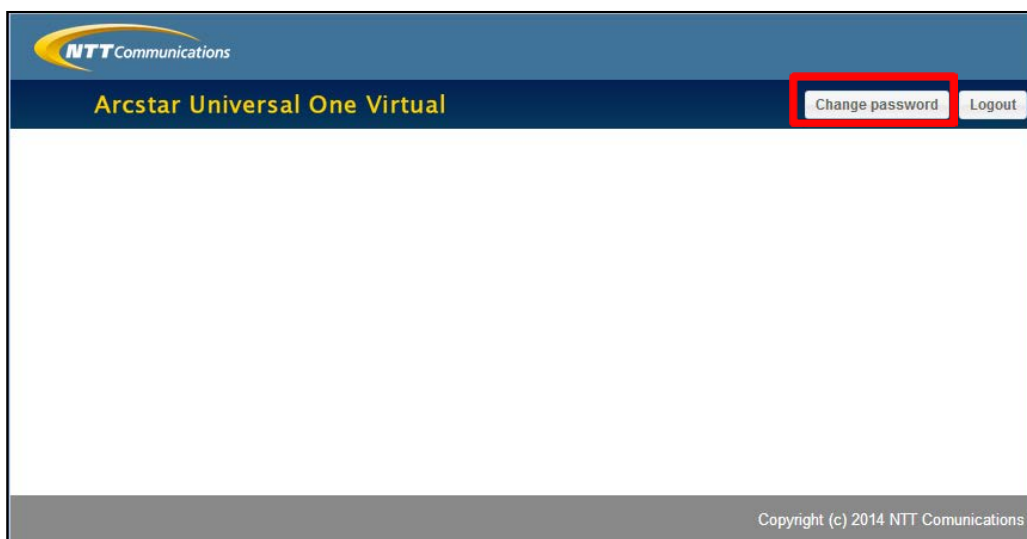 NTT Communications
Arcstar Universal One Virtual
Change password
Logout
Copyright (c) 2014 NTT Comunications